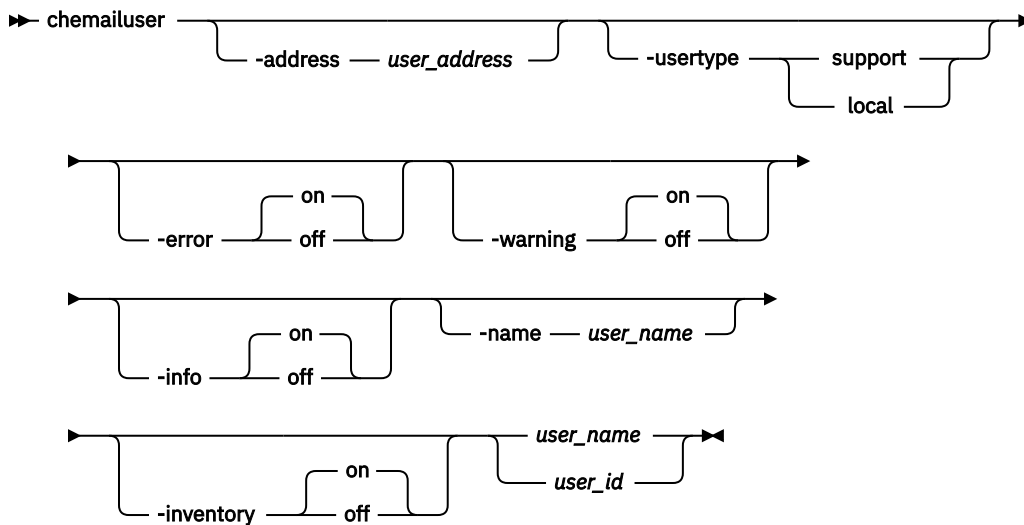 chemailuser
-address user_address
-usertype support
local
on
-error off
on
-warning off
on
-info off
-name user_name
on
-inventory off
user_name
user_id